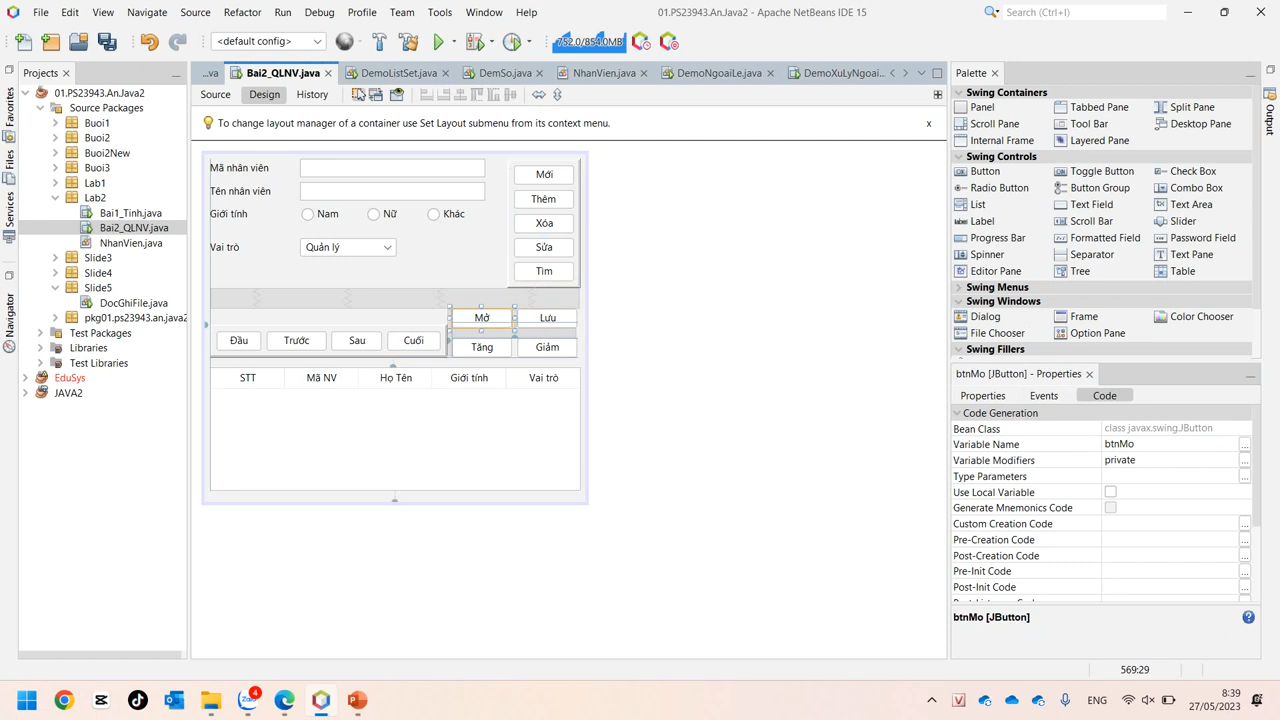 File Edit View Navigate Source Refactor Run Debug Profile Team Tools Window Help 01.PS23943.AnJava2 - Apache NetBeans IDE 15 Search (Ctrl+I)
<default config> 752.0/854.0MB
Projects
...va Bai2_QLNV.java DemoListSet.java DemSo.java NhanVien.java DemoNgoaiLe.java DemoXuLyNgoai...
Palette
Source Design History
To change layout manager of a container use Set Layout submenu from its context menu. x
Favorites
Files
Services
Navigator
Output
01.PS23943.An.Java2
Source Packages
Buoi1
Buoi2
Buoi2New
Buoi3
Lab1
Lab2
Bai1_Tinh.java
Bai2_QLNV.java
NhanVien.java
Slide3
Slide4
Slide5
DocGhiFile.java
pkg01.ps23943.an.java2
Test Packages
Libraries
Test Libraries
EduSys
JAVA2
Mã nhân viên
Tên nhân viên
Giới tính Nam Nữ Khác
Vai trò Quản lý
Mới
Thêm
Xóa
Sửa
Tìm
Mở Lưu
Đầu Trước Sau Cuối
Tăng Giảm
STT Mã NV Họ Tên Giới tính Vai trò
Swing Containers
Panel Tabbed Pane Split Pane
Scroll Pane Tool Bar Desktop Pane
Internal Frame Layered Pane
Swing Controls
Button Toggle Button Check Box
Radio Button Button Group Combo Box
List Text Field Text Area
Label Scroll Bar Slider
Progress Bar Formatted Field Password Field
Spinner Separator Text Pane
Editor Pane Tree Table
Swing Menus
Swing Windows
Dialog Frame Color Chooser
File Chooser Option Pane
Swing Fillers
btnMo [JButton] - Properties
Properties Events Code
Code Generation
Bean Class class javax.swing.JButton
Variable Name btnMo ...
Variable Modifiers private ...
Type Parameters ...
Use Local Variable
Generate Mnemonics Code
Custom Creation Code ...
Pre-Creation Code ...
Post-Creation Code ...
Pre-Init Code ...
Post-Init Code ...
btnMo [JButton]
569:29
Zalo 4 ENG 8:39
27/05/2023